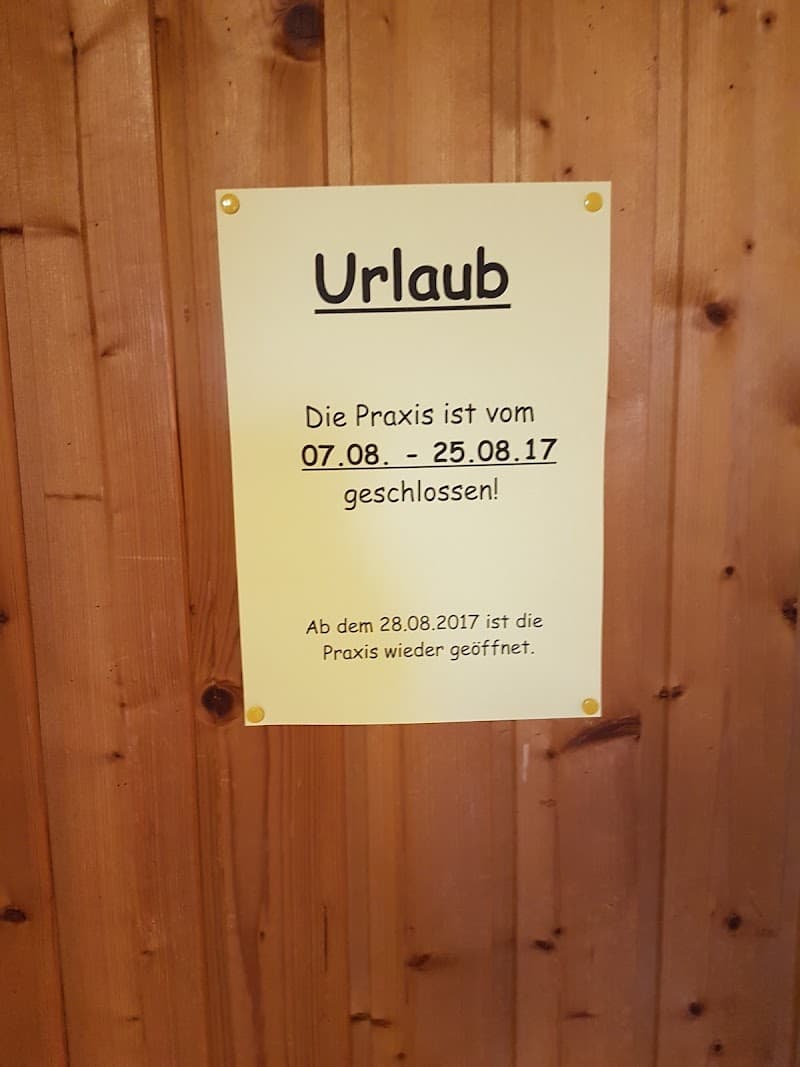 Urlaub
Die Praxis ist vom
07.08. - 25.08.17
geschlossen!
Ab dem 28.08.2017 ist die
Praxis wieder geöffnet.